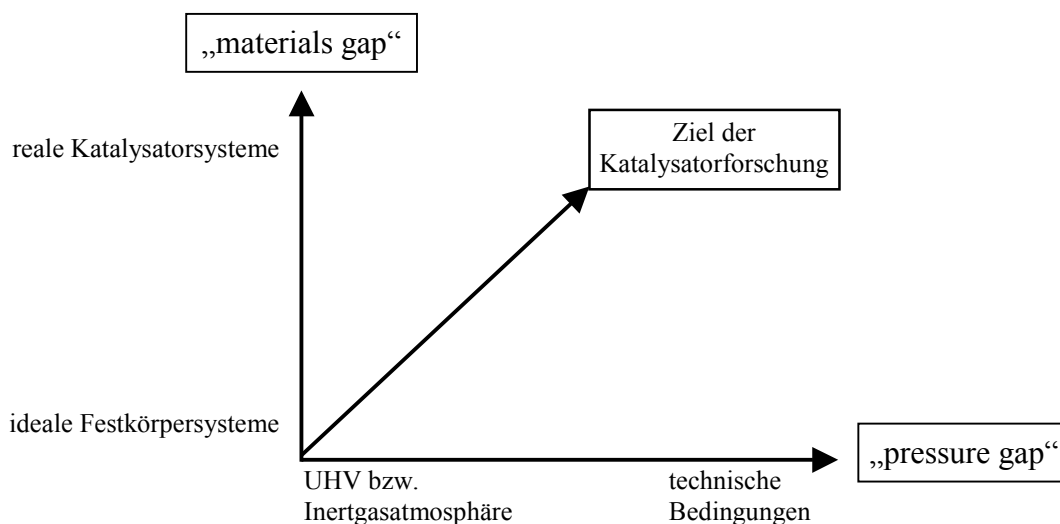 „materials gap“
reale Katalysatorsysteme
Ziel der
Katalysatorforschung
ideale Festkörpersysteme
„pressure gap“
UHV bzw.
Inertgasatmosphäre
technische
Bedingungen